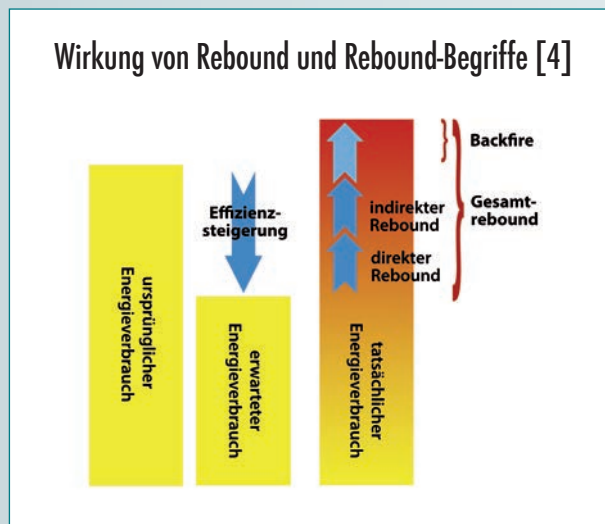 Wirkung von Rebound und Rebound-Begriffe [4]
ursprünglicher
Energieverbrauch
Effizienz-
steigerung
erwarteter
Energieverbrauch
indirekter
Rebound
direkter
Rebound
tatsächlicher
Energieverbrauch
Backfire
Gesamt-
rebound